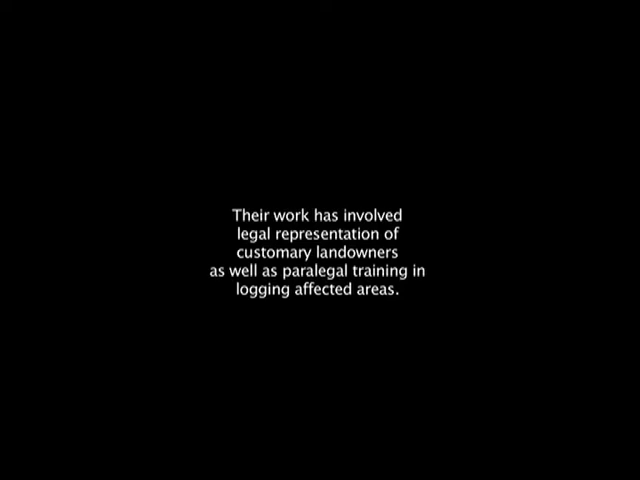 Their work has involved
legal representation of
customary landowners
as well as paralegal training in
logging affected areas.